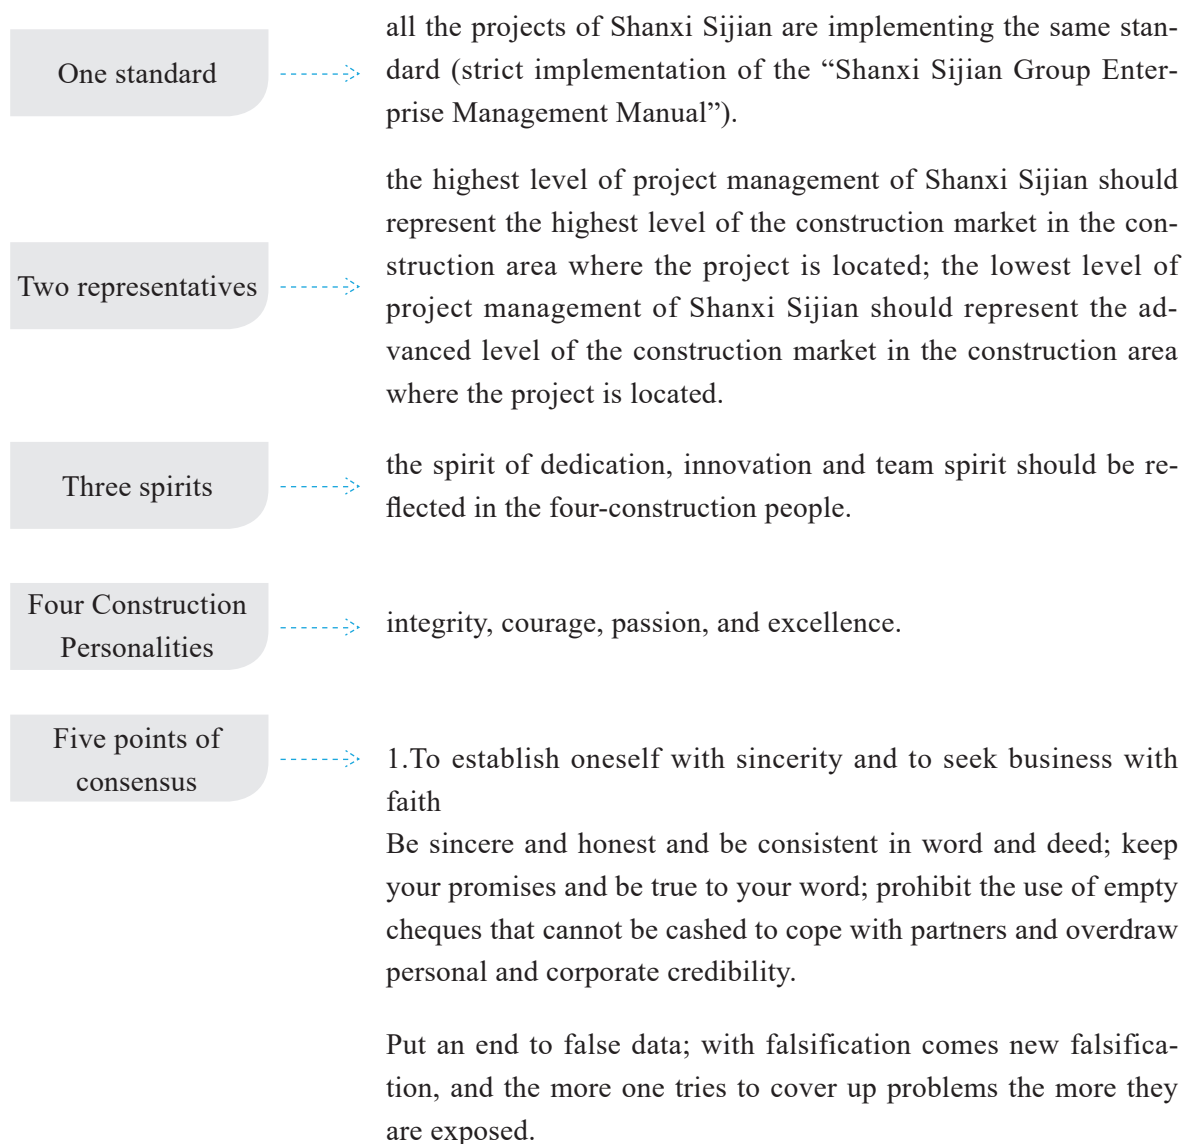 One standard
all the projects of Shanxi Sijian are implementing the same stan-
dard (strict implementation of the “Shanxi Sijian Group Enter-
prise Management Manual”).
Two representatives
the highest level of project management of Shanxi Sijian should
represent the highest level of the construction market in the con-
struction area where the project is located; the lowest level of
project management of Shanxi Sijian should represent the ad-
vanced level of the construction market in the construction area
where the project is located.
Three spirits
the spirit of dedication, innovation and team spirit should be re-
flected in the four-construction people.
Four Construction
Personalities
integrity, courage, passion, and excellence.
Five points of
consensus
1.To establish oneself with sincerity and to seek business with
faith
Be sincere and honest and be consistent in word and deed; keep
your promises and be true to your word; prohibit the use of empty
cheques that cannot be cashed to cope with partners and overdraw
personal and corporate credibility.
Put an end to false data; with falsification comes new falsifica-
tion, and the more one tries to cover up problems the more they
are exposed.